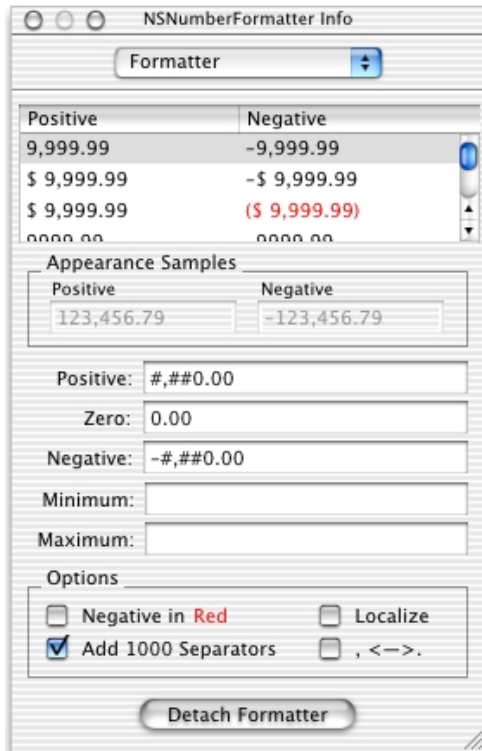 NSNumberFormatter Info
Formatter
Positive Negative
9,999.99 -9,999.99
$ 9,999.99 -$ 9,999.99
$ 9,999.99 ($ 9,999.99)
Appearance Samples
Positive Negative
123,456.79 -123,456.79
Positive: #,##0.00
Zero: 0.00
Negative: -#,##0.00
Minimum:
Maximum:
Options
Negative in Red Localize
Add 1000 Separators , <->.
Detach Formatter